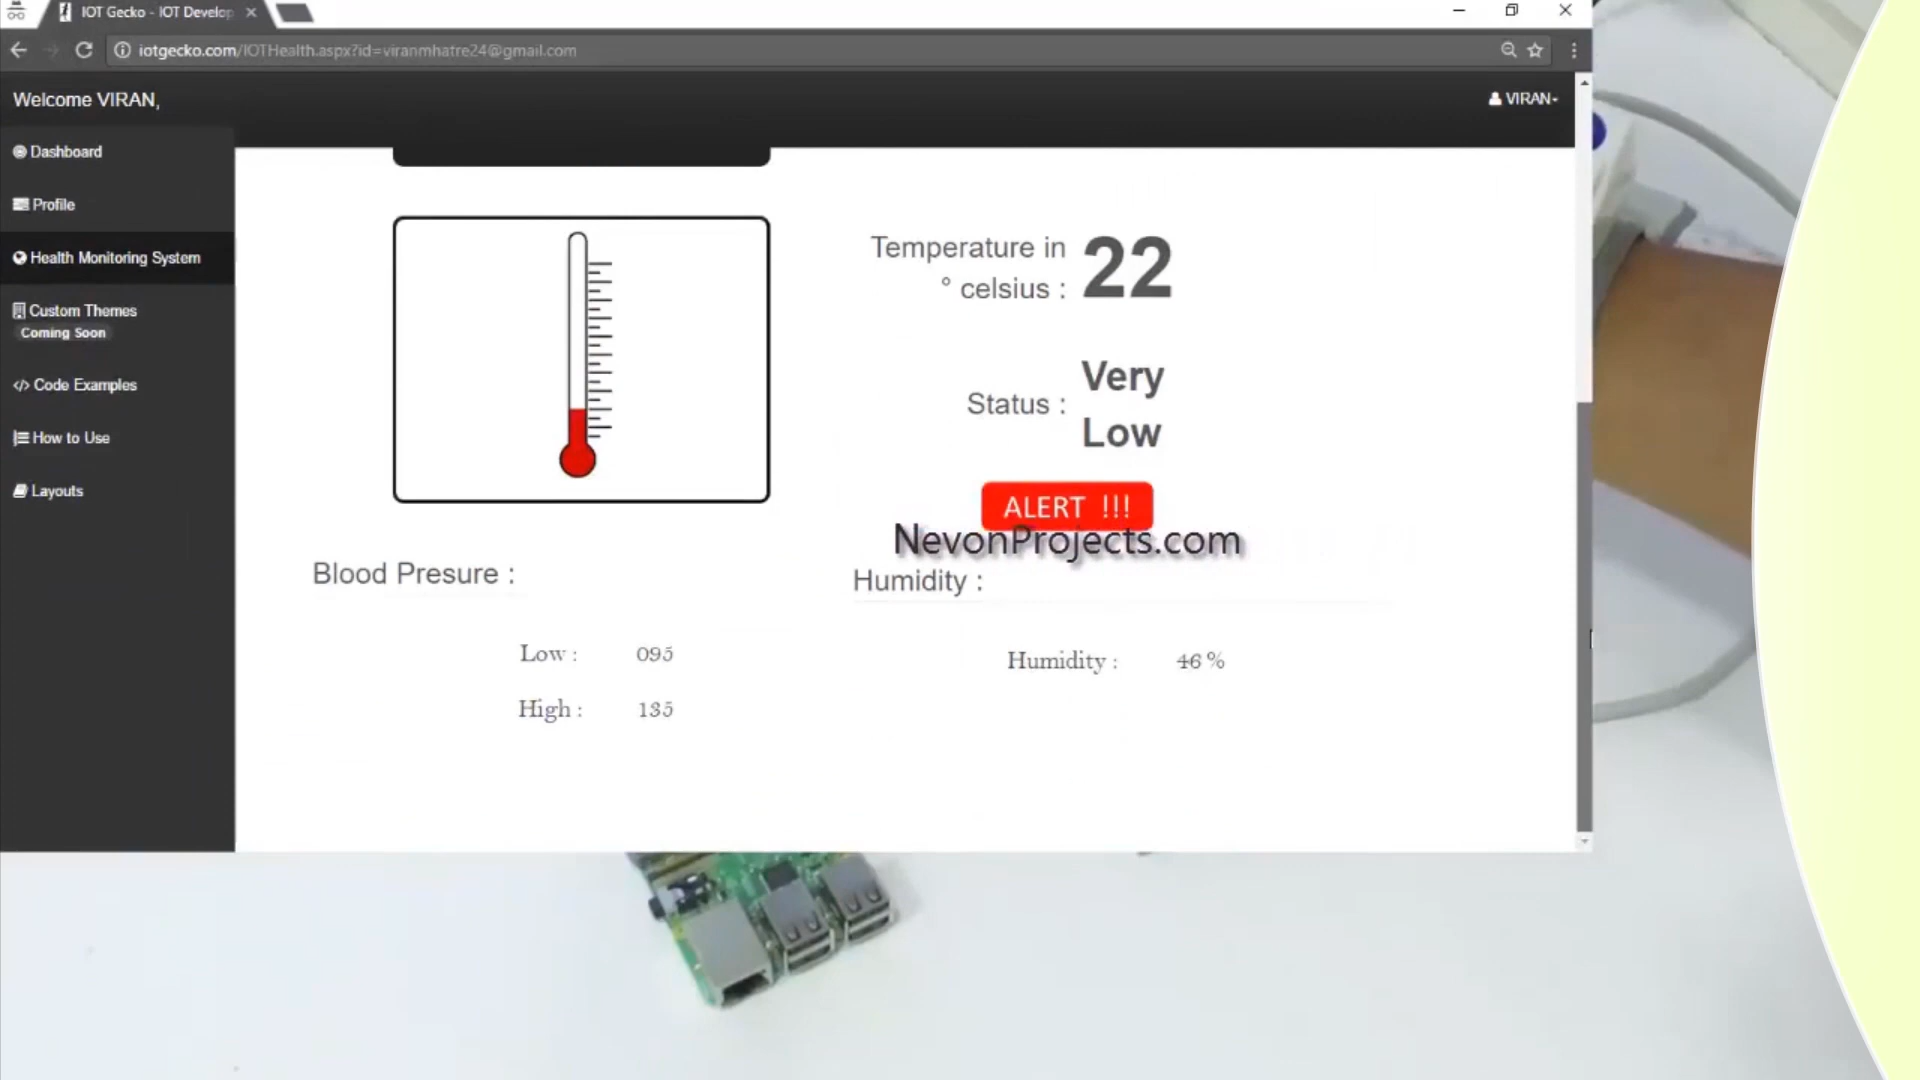 IOT Gecko - IOT Develop
iotgecko.com/IOTHealth.aspx?id=viranmhatre24@gmail.com
Welcome VIRAN,
VIRAN
Dashboard
Profile
Health Monitoring System
Custom Themes
Coming Soon
Code Examples
How to Use
Layouts
Temperature in
° celsius :
22
Status :
Very
Low
ALERT !!!
NevonProjects.com
Blood Presure :
Low : 095
High : 135
Humidity :
Humidity : 46 %